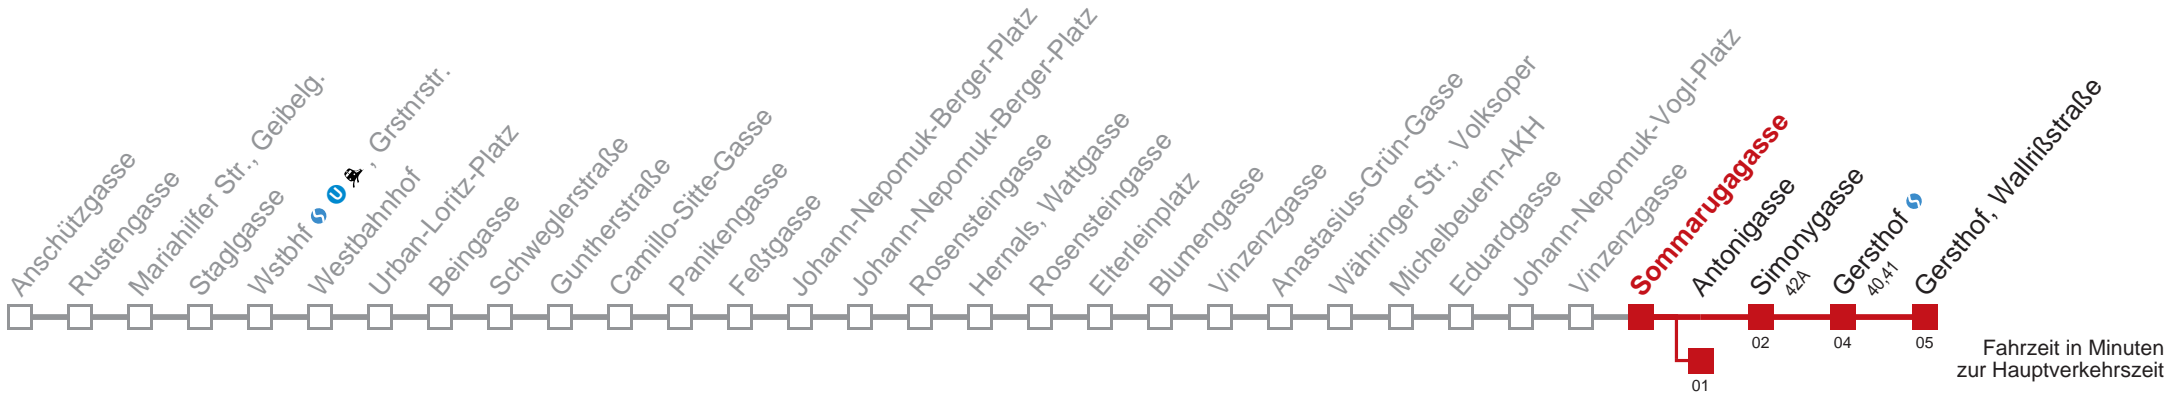 Anschützgasse
Rustengasse
Mariahilfer Str., Geibelg.
Staglgasse
Wstbhf U , Grstnrstr.
Westbahnhof
Urban-Loritz-Platz
Beingasse
Schweglerstraße
Guntherstraße
Camillo-Sitte-Gasse
Panikengasse
Feßtgasse
Johann-Nepomuk-Berger-Platz
Johann-Nepomuk-Berger-Platz
Rosensteingasse
Hernals, Wattgasse
Rosensteingasse
Elterleinplatz
Blumengasse
Vinzenzgasse
Anastasius-Grün-Gasse
Währinger Str., Volksoper
Michelbeuern-AKH
Eduardgasse
Johann-Nepomuk-Vogl-Platz
Vinzenzgasse
Sommarugagasse
Antonigasse
Simonygasse
42A
Gersthof
40,41
Gersthof, Wallrißstraße
01
02
04
05
Fahrzeit in Minuten
zur Hauptverkehrszeit